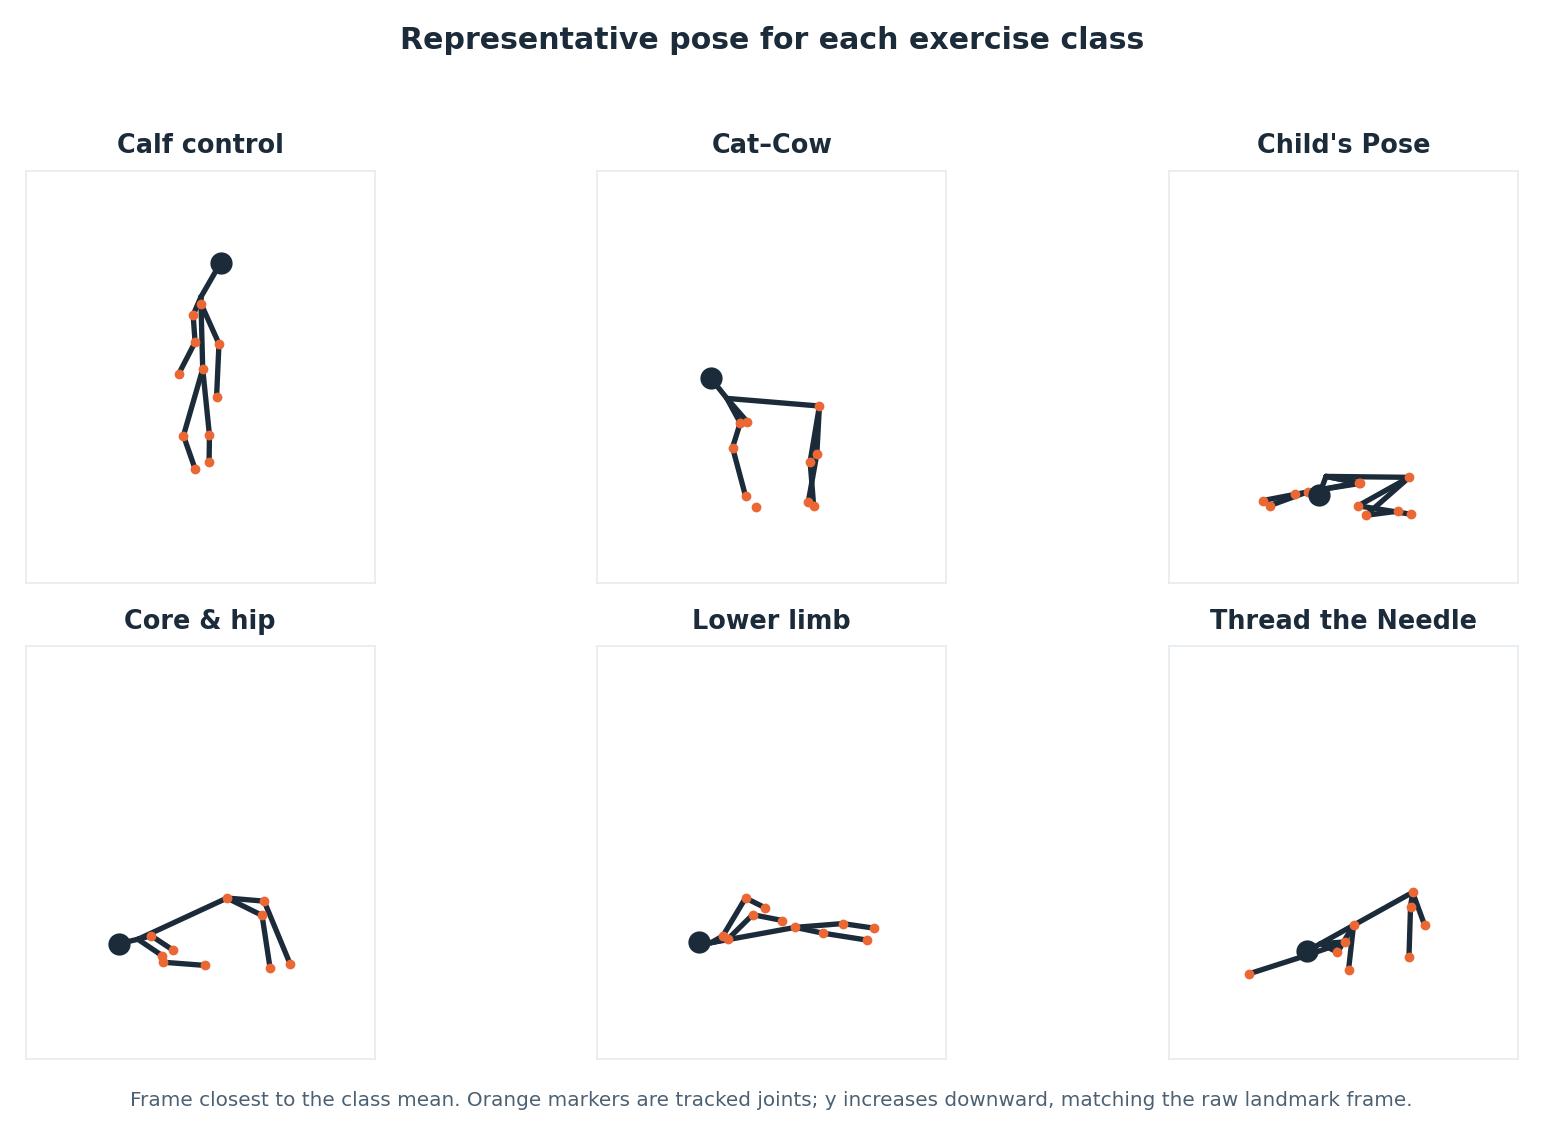 Representative pose for each exercise class
Calf control
Cat–Cow
Child's Pose
Core & hip
Lower limb
Thread the Needle
Frame closest to the class mean. Orange markers are tracked joints; y increases downward, matching the raw landmark frame.